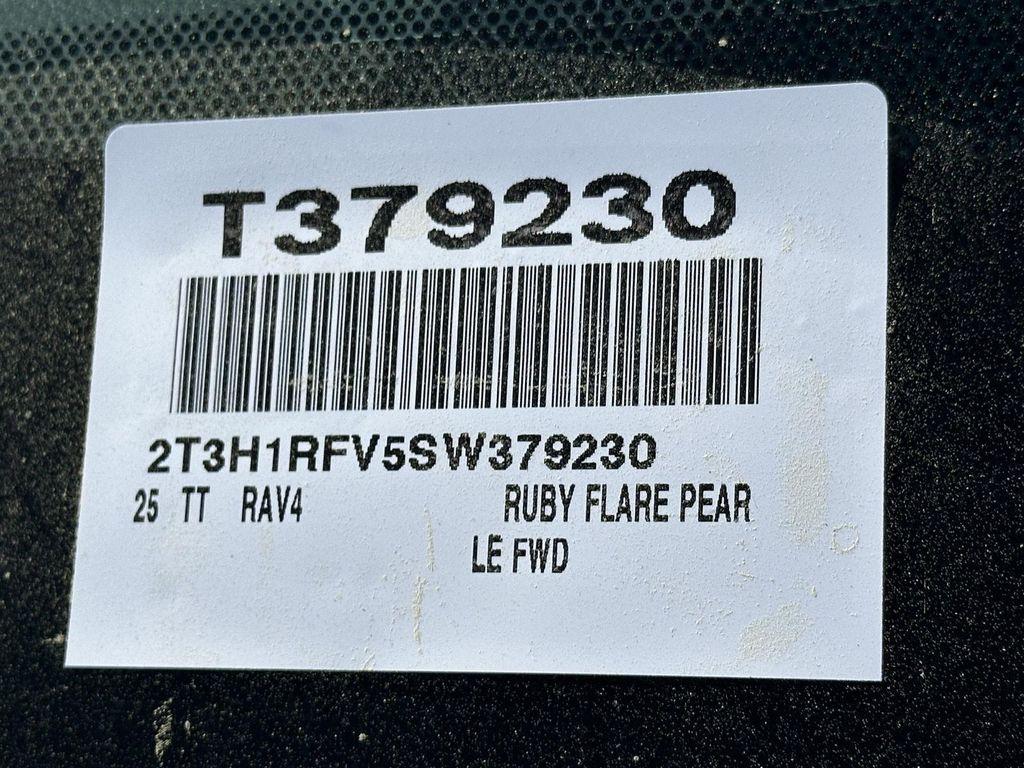 T379230
2T3H1RFV5SW379230
25 TT RAV4 RUBY FLARE PEAR
LE FWD